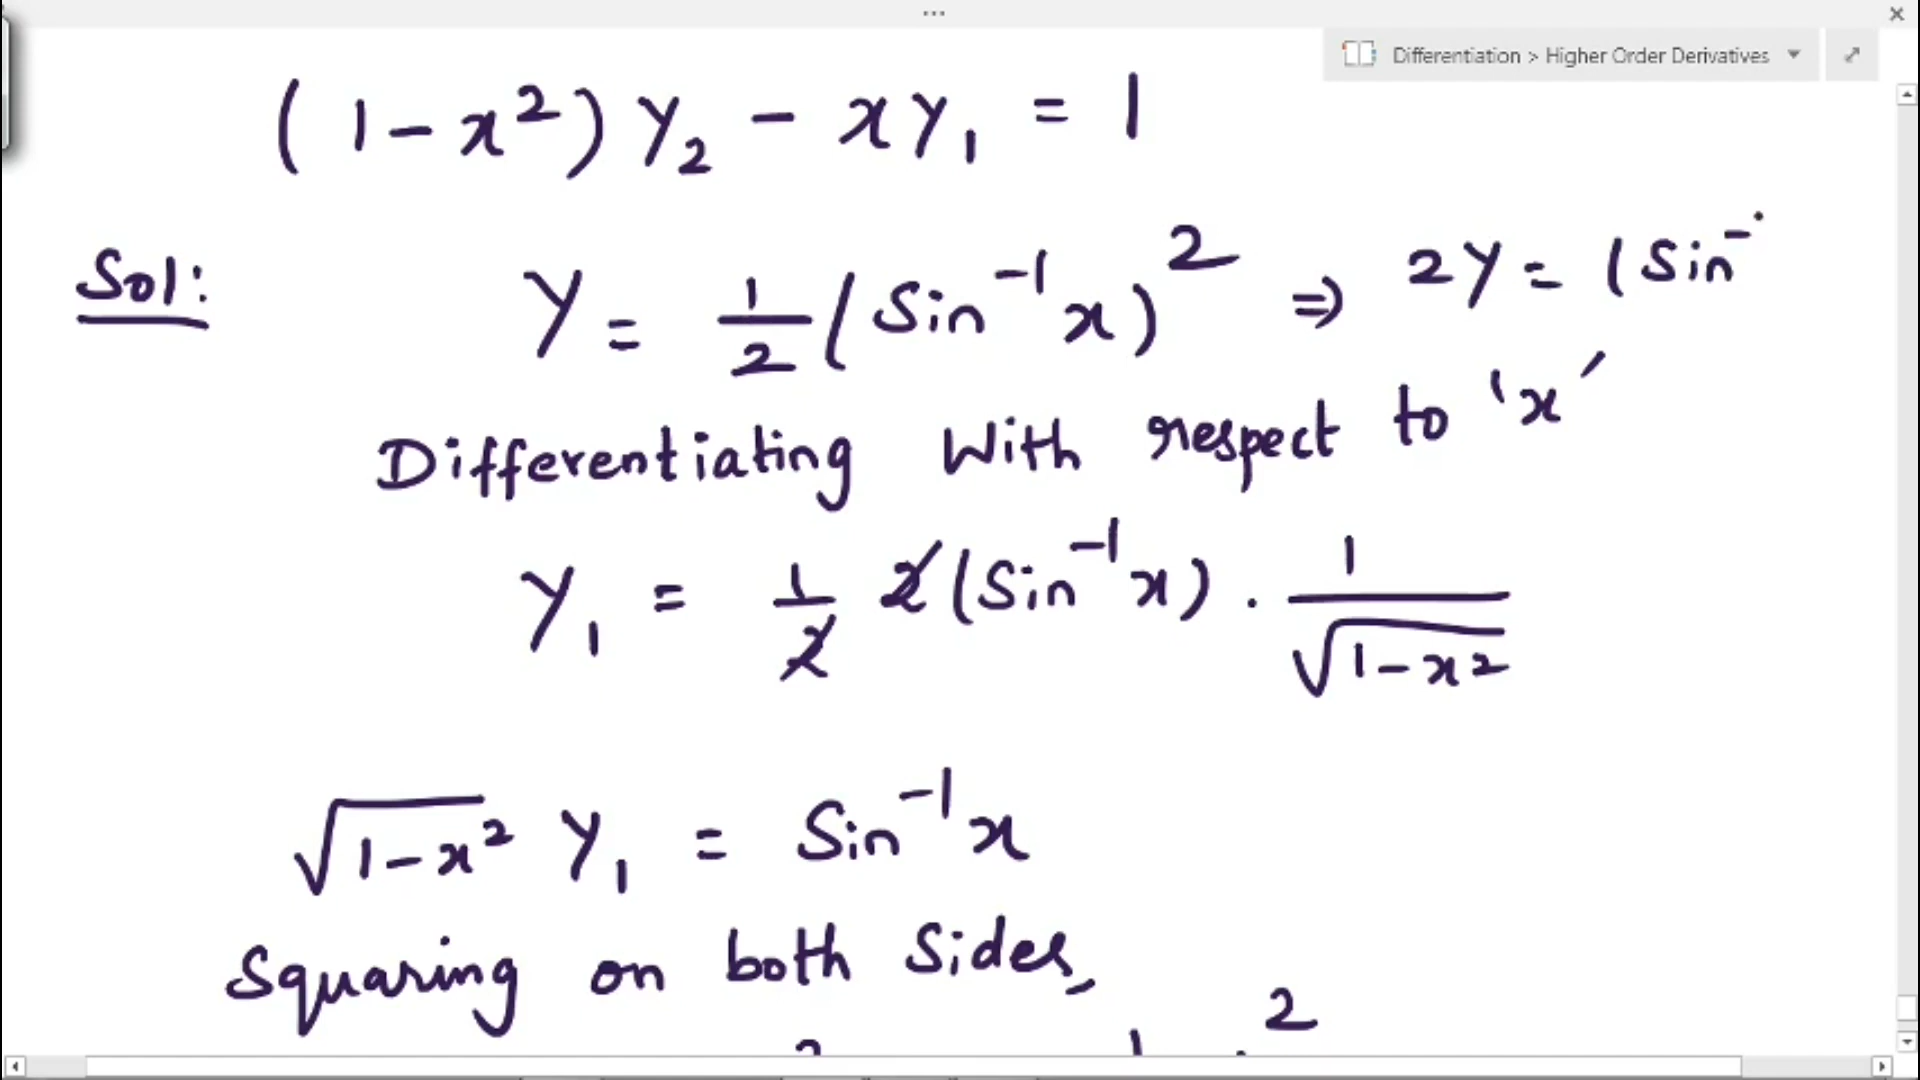 Differentiation > Higher Order Derivatives
(1-x²) Y₂ - xY₁ = 1
Sol: Y = 1/2 (Sin⁻¹x)² ⇒ 2Y = (Sin⁻
Differentiating With respect to 'x'
Y₁ = 1/2 2(Sin⁻¹x) . 1/√1-x²
√1-x² Y₁ = Sin⁻¹x
Squaring on both Sides,
2